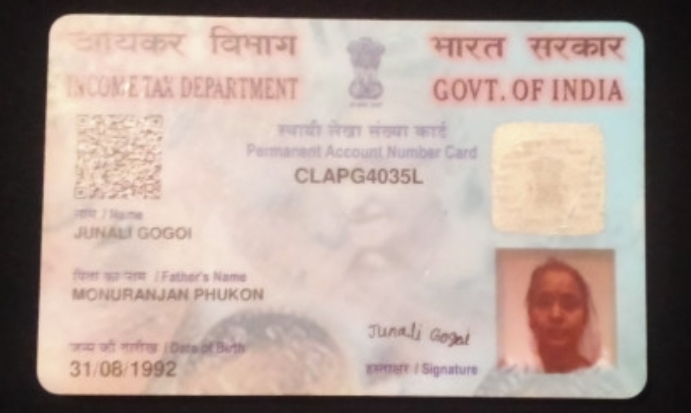 आयकर विभाग
INCOME TAX DEPARTMENT
भारत सरकार
GOVT. OF INDIA
स्थायी लेखा संख्या कार्ड
Permanent Account Number Card
CLAPG4035L
नाम / Name
JUNALI GOGOI
पिता का नाम / Father's Name
MONURANJAN PHUKON
जन्म की तारीख / Date of Birth
31/08/1992
Junali Gogoi
हस्ताक्षर / Signature